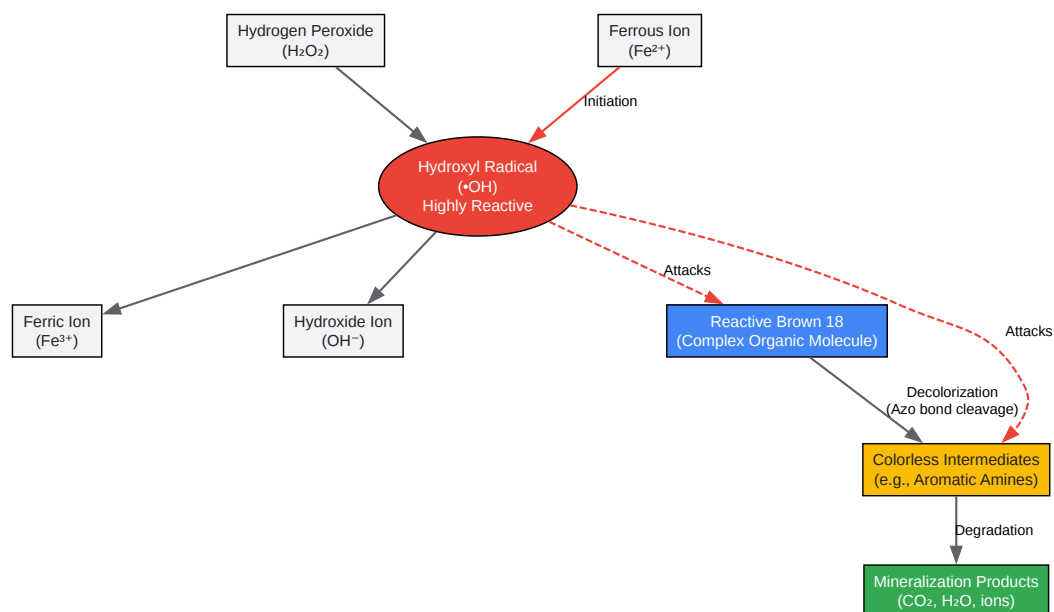 Hydrogen Peroxide
(H₂O₂)
Ferrous Ion
(Fe²⁺)
Initiation
Hydroxyl Radical
(•OH)
Highly Reactive
Attacks
Ferric Ion
(Fe³⁺)
Hydroxide Ion
(OH⁻)
Reactive Brown 18
(Complex Organic Molecule)
Attacks
Decolorization
(Azo bond cleavage)
Colorless Intermediates
(e.g., Aromatic Amines)
Degradation
Mineralization Products
(CO₂, H₂O, ions)